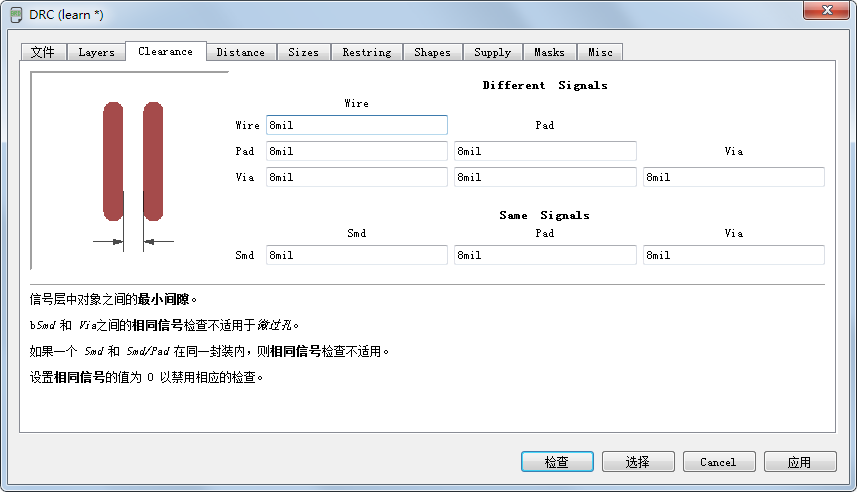 DRC (learn *)
文件 Layers Clearance Distance Sizes Restring Shapes Supply Masks Misc
Different Signals
Wire
Wire 8mil Pad
Pad 8mil 8mil Via
Via 8mil 8mil 8mil
Same Signals
Smd Pad Via
Smd 8mil 8mil 8mil
信号层中对象之间的最小间隙。
bSmd 和 Via之间的相同信号检查不适用于微过孔。
如果一个 Smd 和 Smd/Pad 在同一封装内，则相同信号检查不适用。
设置相同信号的值为 0 以禁用相应的检查。
检查 选择 Cancel 应用